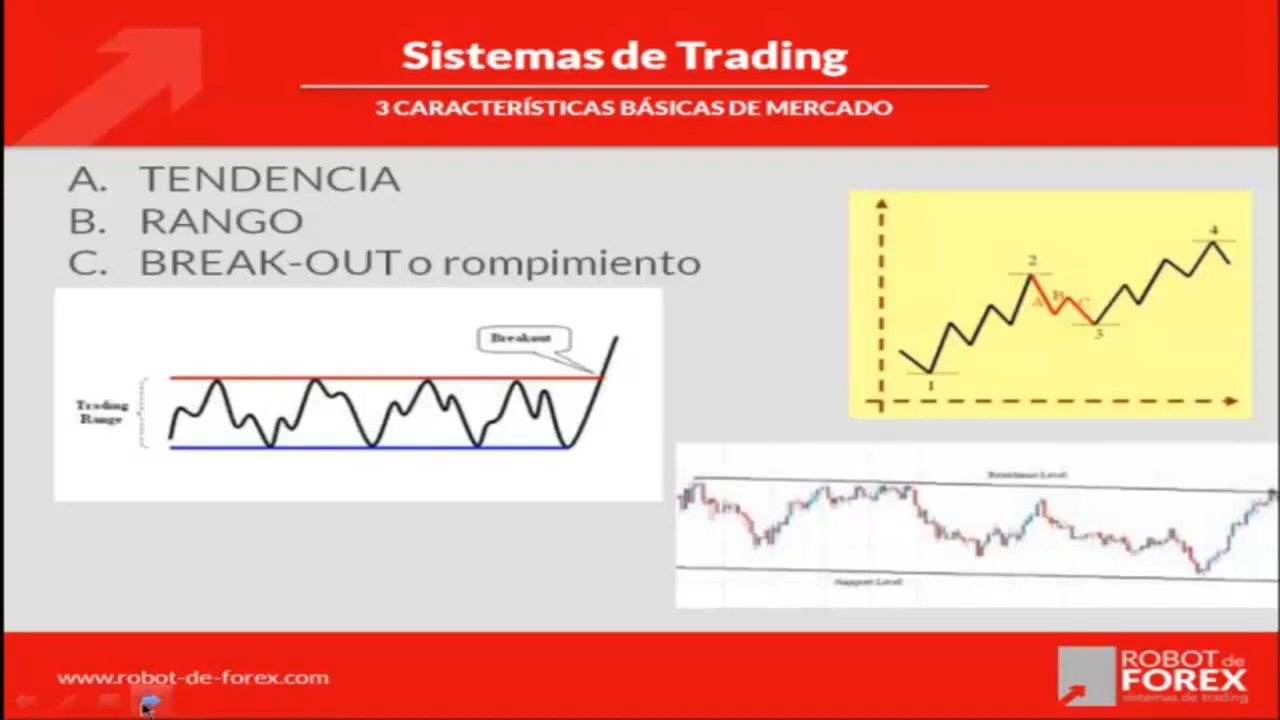 Sistemas de Trading
3 CARACTERÍSTICAS BÁSICAS DE MERCADO
A. TENDENCIA
B. RANGO
C. BREAK-OUT o rompimiento
Breakout
Trading
Range
4
2
A B C
3
1
Resistance Level
Support Level
www.robot-de-forex.com
ROBOT de
FOREX
sistemas de trading